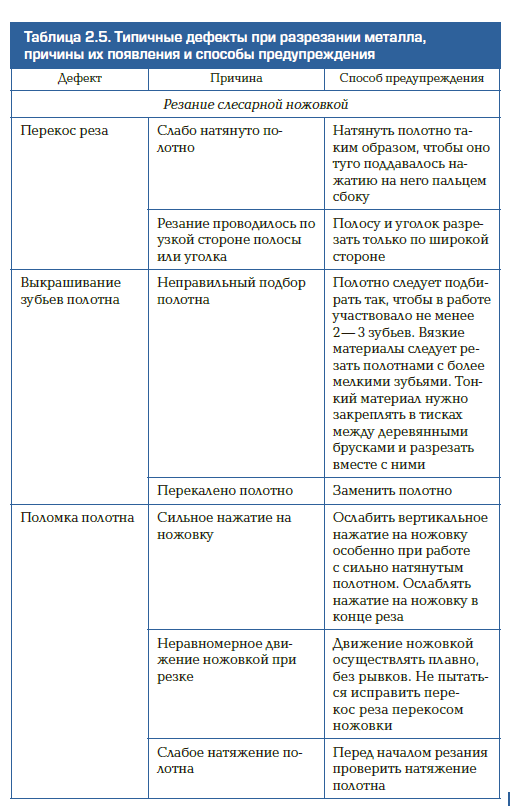 Таблица 2.5. Типичные дефекты при разрезании металла,
причины их появления и способы предупреждения
Дефект
Причина
Способ предупреждения
Резание слесарной ножовкой
Перекос реза
Слабо натянуто по-
лотно
Натянуть полотно та-
ким образом, чтобы оно
туго поддавалось на-
жатию на него пальцем
сбоку
Резание проводилось по
узкой стороне полосы
или уголка
Полосу и уголок разре-
зать только по широкой
стороне
Выкрашивание
зубьев полотна
Неправильный подбор
полотна
Полотно следует подби-
рать так, чтобы в работе
участвовало не менее
2—3 зубьев. Вязкие
материалы следует ре-
зать полотнами с более
мелкими зубьями. Тон-
кий материал нужно
закреплять в тисках
между деревянными
брусками и разрезать
вместе с ними
Перекалено полотно
Заменить полотно
Поломка полотна
Сильное нажатие на
ножовку
Ослабить вертикальное
нажатие на ножовку
особенно при работе
с сильно натянутым
полотном. Ослаблять
нажатие на ножовку в
конце реза
Неравномерное дви-
жение ножовкой при
резке
Движение ножовкой
осуществлять плавно,
без рывков. Не пытать-
ся исправить пере-
кос реза перекосом
ножовки
Слабое натяжение по-
лотна
Перед началом резания
проверить натяжение
полотна